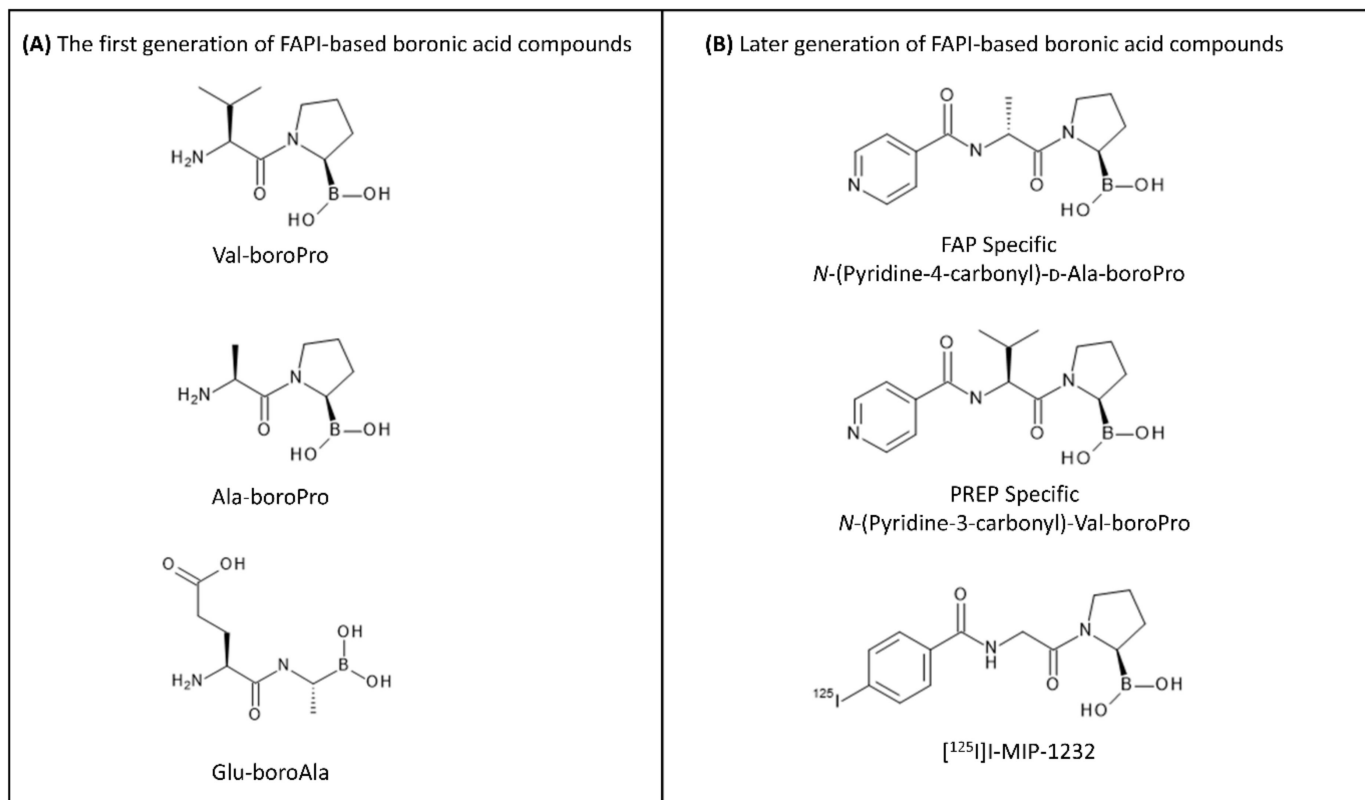 (A) The first generation of FAPI-based boronic acid compounds
H₂N
O
N
B
OH
HO
Val-boroPro
H₂N
O
N
B
OH
HO
Ala-boroPro
O
OH
H₂N
O
N
OH
B
OH
Glu-boroAla
(B) Later generation of FAPI-based boronic acid compounds
O
N
N
O
N
B
OH
HO
FAP Specific
N-(Pyridine-4-carbonyl)-D-Ala-boroPro
O
N
N
O
N
B
OH
HO
PREP Specific
N-(Pyridine-3-carbonyl)-Val-boroPro
O
¹²⁵I
N
H
O
N
B
OH
HO
[¹²⁵I]I-MIP-1232